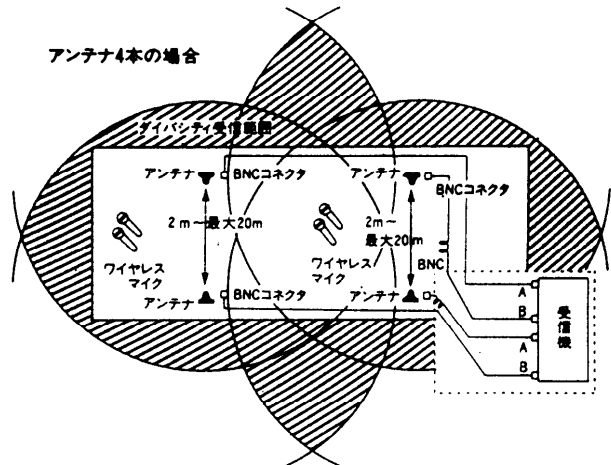 アンテナ4本の場合
ダイバシティ受信範囲
アンテナ
BNCコネクタ
アンテナ
BNCコネクタ
2m〜最大20m
2m〜
最大20m
ワイヤレス
マイク
ワイヤレス
マイク
BNC
アンテナ
BNCコネクタ
アンテナ
A
B
A
B
受信機